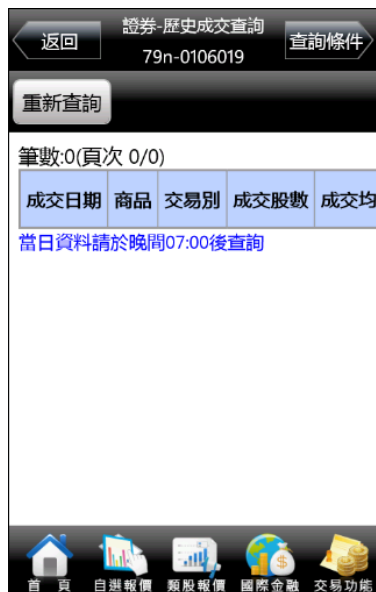 返回
證券-歷史成交查詢
79n-0106019
查詢條件
重新查詢
筆數:0(頁次 0/0)
成交日期 商品 交易別 成交股數 成交均
當日資料請於晚間07:00後查詢
首 頁 自選報價 類股報價 國際金融 交易功能